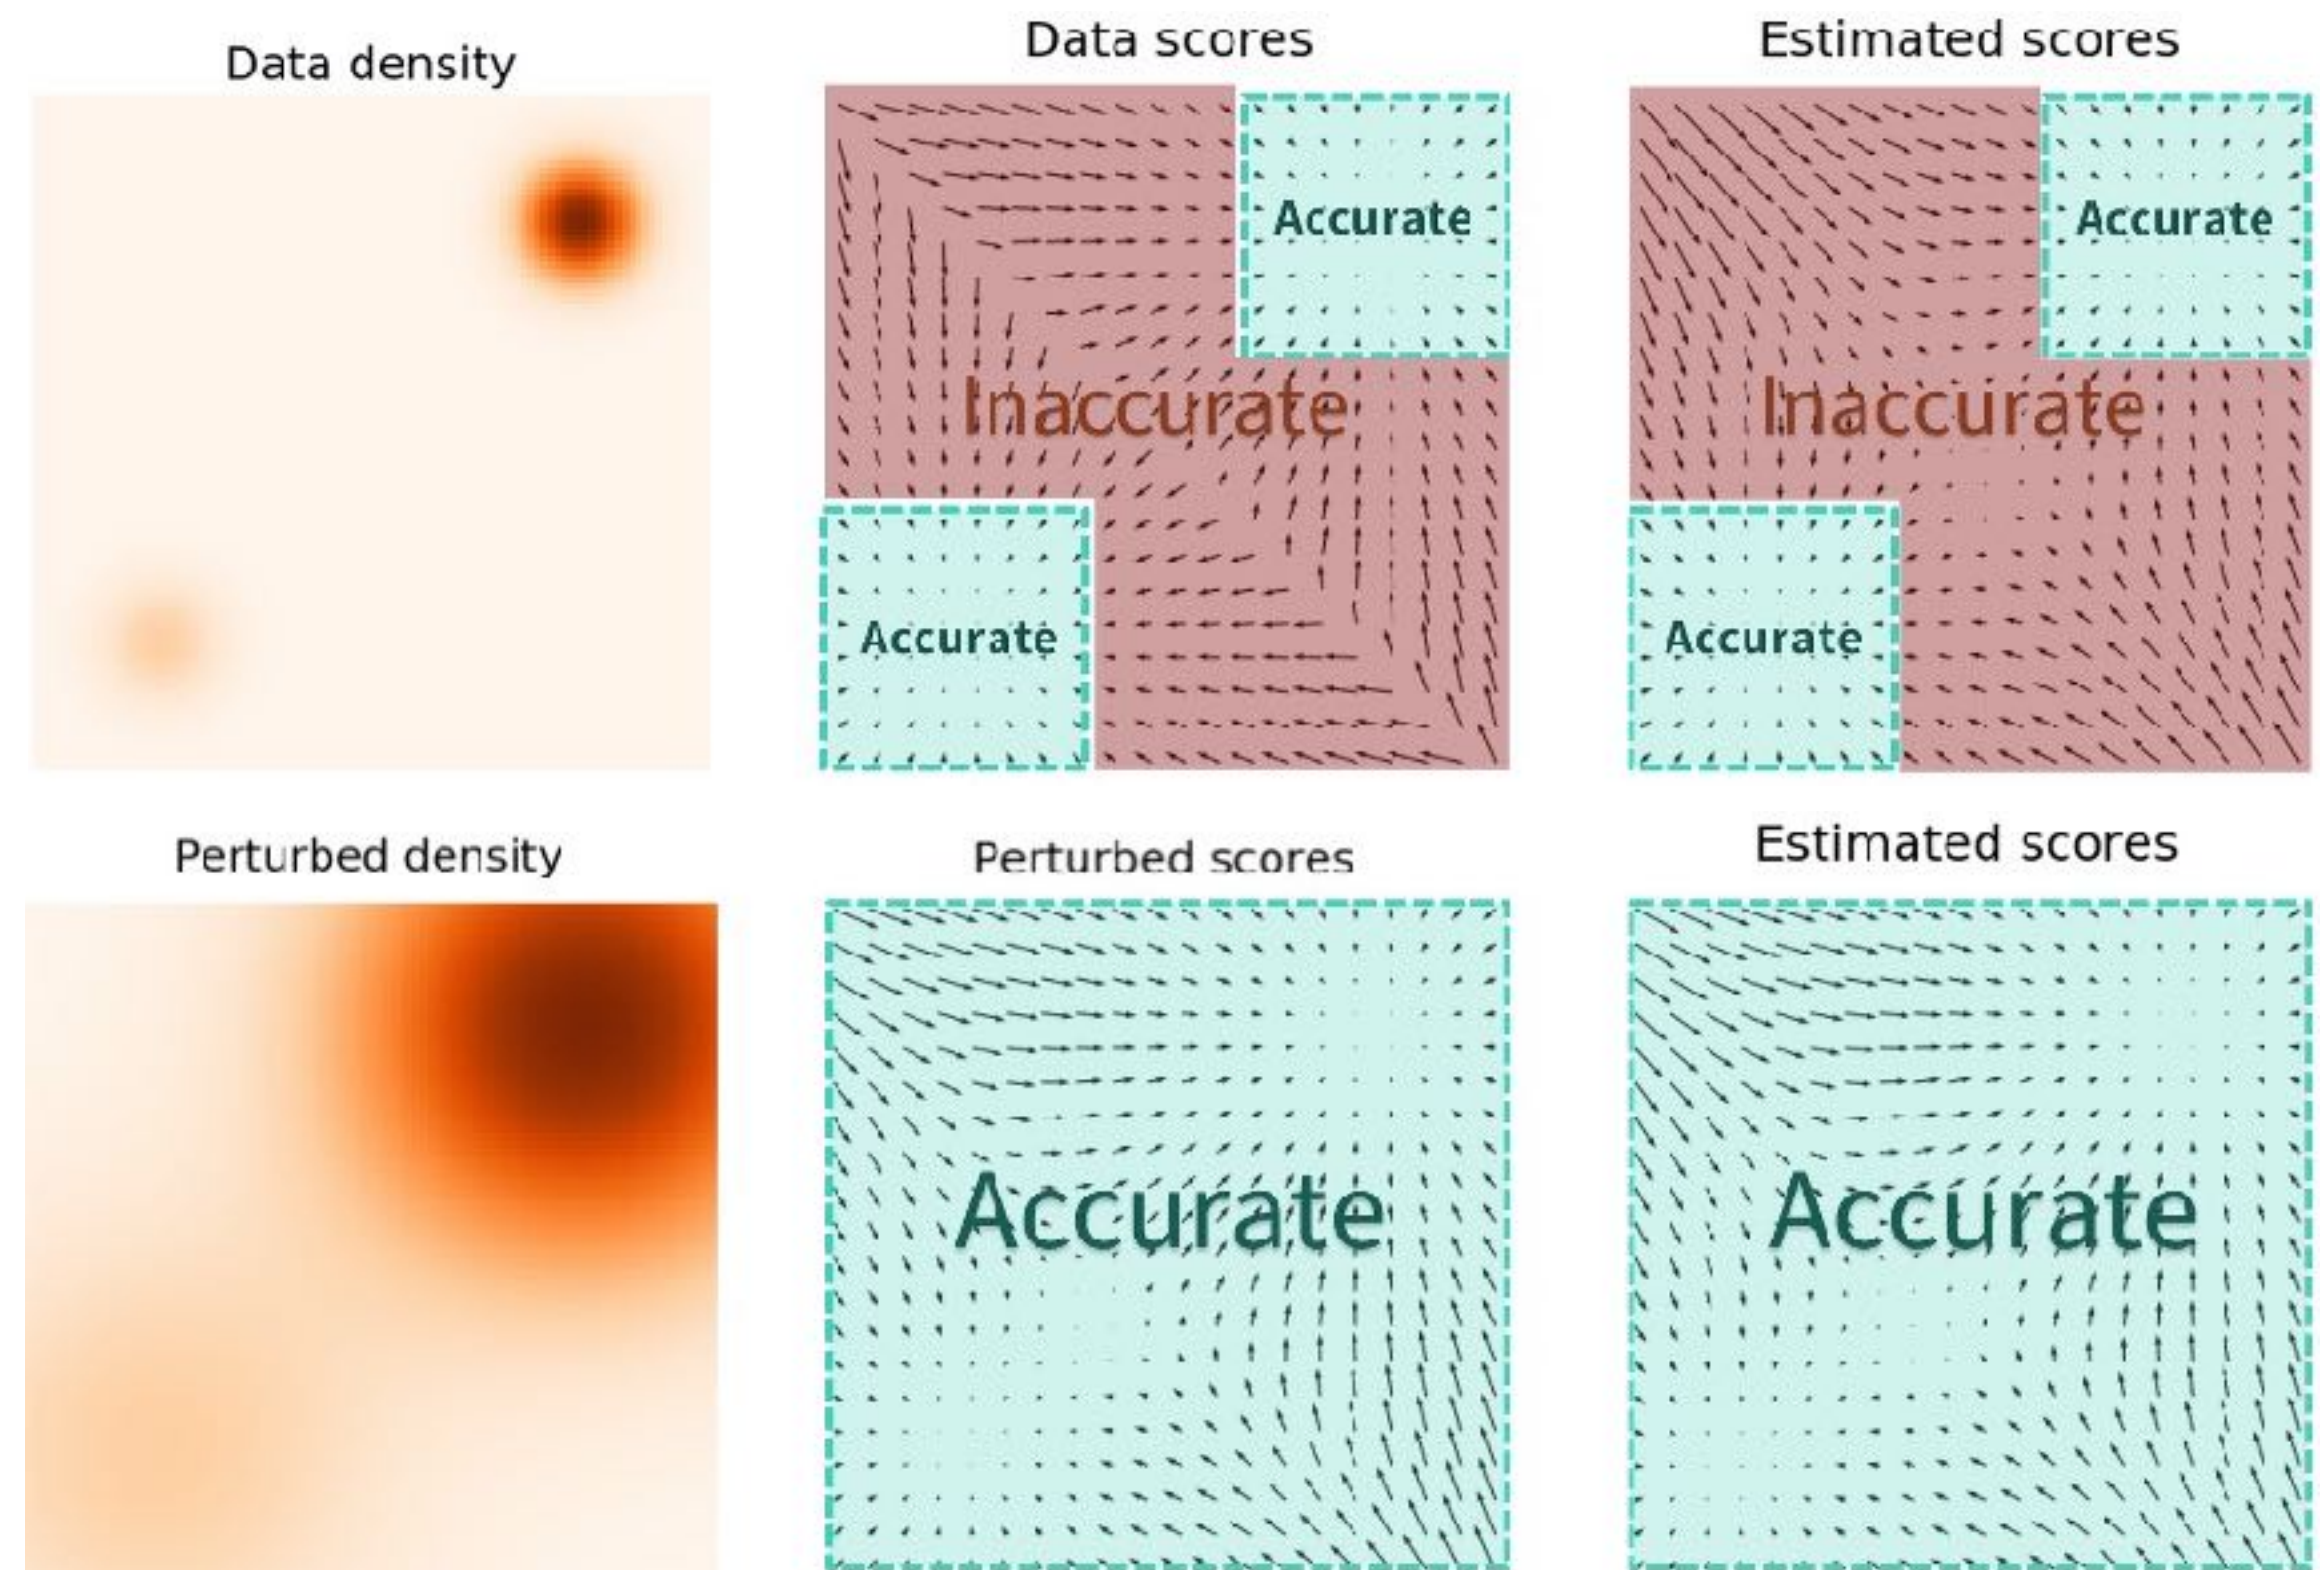 Data density
Data scores
Estimated scores
Accurate
Accurate
Inaccurate
Inaccurate
Accurate
Accurate
Perturbed density
Perturbed scores
Estimated scores
Accurate
Accurate